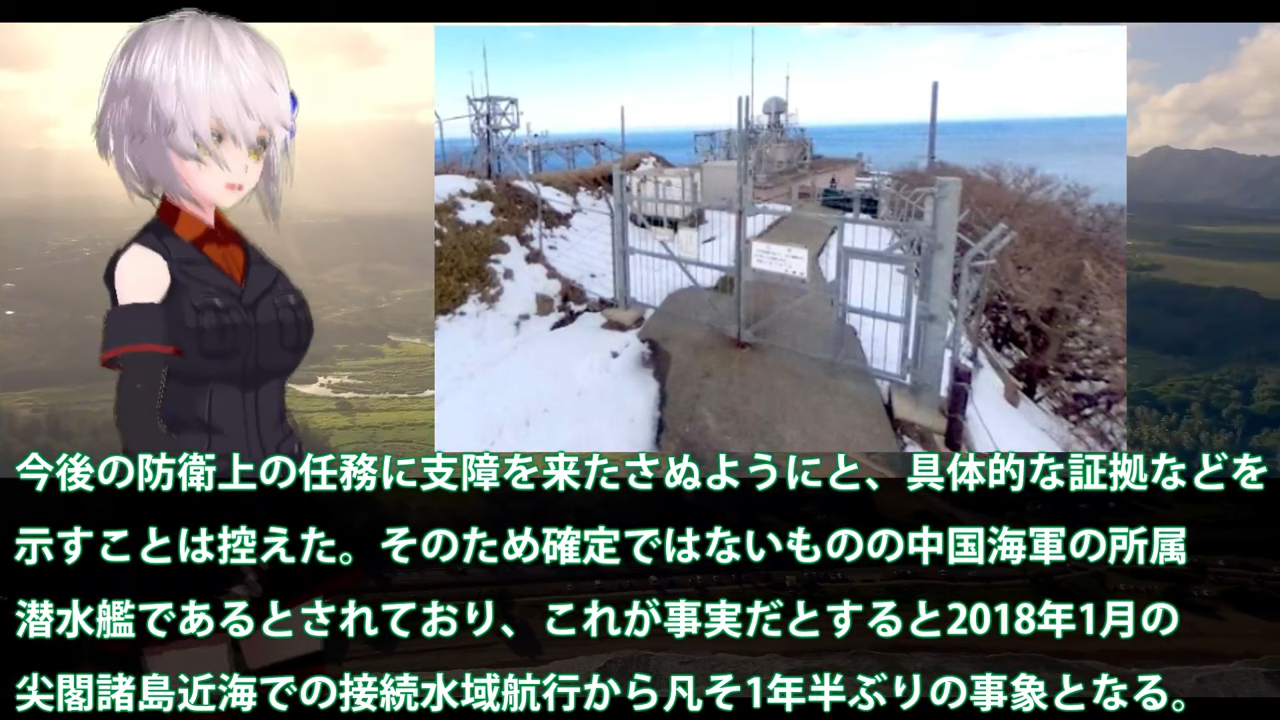 今後の防衛上の任務に支障を来たさぬようにと、具体的な証拠などを
示すことは控えた。そのため確定ではないものの中国海軍の所属
潜水艦であるとされており、これが事実だとすると2018年1月の
尖閣諸島近海での接続水域航行から凡そ1年半ぶりの事象となる。